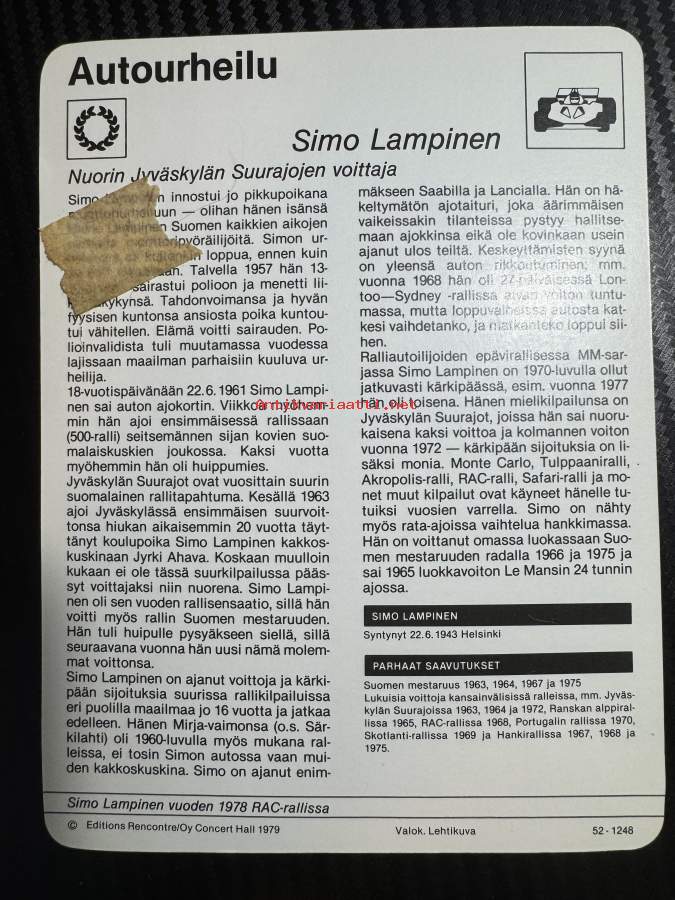 Autourheilu
Simo Lampinen
Nuorin Jyväskylän Suurajojen voittaja
Simo innostui jo pikkupoikana
— olihan hänen isänsä
Suomen kaikkien aikojen
Simon ur-
loppua, ennen kuin
Talvella 1957 hän 13-
sairastui polioon ja menetti lii-
Tahdonvoimansa ja hyvän
fyysisen kuntonsa ansiosta poika kuntou-
tui vähitellen. Elämä voitti sairauden. Po-
lioinvalidista tuli muutamassa vuodessa
lajissaan maailman parhaisiin kuuluva ur-
heilija.
18-vuotispäivänään 22.6.1961 Simo Lampi-
nen sai auton ajokortin. Viikkoa myöhem-
min hän ajoi ensimmäisessä rallissaan
(500-ralli) seitsemännen sijan kovien suo-
malaiskuskien joukossa. Kaksi vuotta
myöhemmin hän oli huippumies.
Jyväskylän Suurajot ovat vuosittain suurin
suomalainen rallitapahtuma. Kesällä 1963
ajoi Jyväskylässä ensimmäisen suurvoit-
tonsa hiukan aikaisemmin 20 vuotta täyt-
tänyt koulupoika Simo Lampinen kakkos-
kuskinaan Jyrki Ahava. Koskaan muulloin
kukaan ei ole tässä suurkilpailussa pääs-
syt voittajaksi niin nuorena. Simo Lampi-
nen oli sen vuoden rallisensaatio, sillä hän
voitti myös rallin Suomen mestaruuden.
Hän tuli huipulle pysyäkseen siellä, sillä
seuraavana vuonna hän uusi nämä molem-
mat voittonsa.
Simo Lampinen on ajanut voittoja ja kärki-
pään sijoituksia suurissa rallikilpailuissa
eri puolilla maailmaa jo 16 vuotta ja jatkaa
edelleen. Hänen Mirja-vaimonsa (o.s. Sär-
kilahti) oli 1960-luvulla myös mukana ral-
leissa, ei tosin Simon autossa vaan mui-
den kakkoskuskina. Simo on ajanut enim-
mäkseen Saabilla ja Lancialla. Hän on hä-
keltymätön ajotaituri, joka äärimmäisen
vaikeissakin tilanteissa pystyy hallitse-
maan ajokkinsa eikä ole kovinkaan usein
ajanut ulos teiltä. Keskeyttämisten syynä
on yleensä auton rikkoutuminen: mm.
vuonna 1968 hän oli 27-päiväisessä Lon-
too—Sydney -rallissa aivan voiton tuntu-
massa, mutta loppuvaiheissa autosta kat-
kesi vaihdetanko, ja matkanteko loppui sii-
hen.
Ralliautoilijoiden epävirallisessa MM-sar-
jassa Simo Lampinen on 1970-luvulla ollut
jatkuvasti kärkipäässä, esim. vuonna 1977
hän oli toisena. Hänen mielikilpailunsa on
Jyväskylän Suurajot, joissa hän sai nuoru-
kaisena kaksi voittoa ja kolmannen voiton
vuonna 1972 — kärkipään sijoituksia on li-
säksi monia. Monte Carlo, Tulppaaniralli,
Akropolis-ralli, RAC-ralli, Safari-ralli ja mo-
net muut kilpailut ovat käyneet hänelle tu-
tuiksi vuosien varrella. Simo on nähty
myös rata-ajoissa vaihtelua hankkimassa.
Hän on voittanut omassa luokassaan Suo-
men mestaruuden radalla 1966 ja 1975 ja
sai 1965 luokkavoiton Le Mansin 24 tunnin
ajossa.
SIMO LAMPINEN
Syntynyt 22.6.1943 Helsinki
PARHAAT SAAVUTUKSET
Suomen mestaruus 1963, 1964, 1967 ja 1975
Lukuisia voittoja kansainvälisissä ralleissa, mm. Jyväs-
kylän Suurajoissa 1963, 1964 ja 1972, Ranskan alppiral-
lissa 1965, RAC-rallissa 1968, Portugalin rallissa 1970,
Skotlanti-rallissa 1969 ja Hankirallissa 1967, 1968 ja
1975.
Simo Lampinen vuoden 1978 RAC-rallissa
© Editions Rencontre/Oy Concert Hall 1979
Valok. Lehtikuva
52-1248